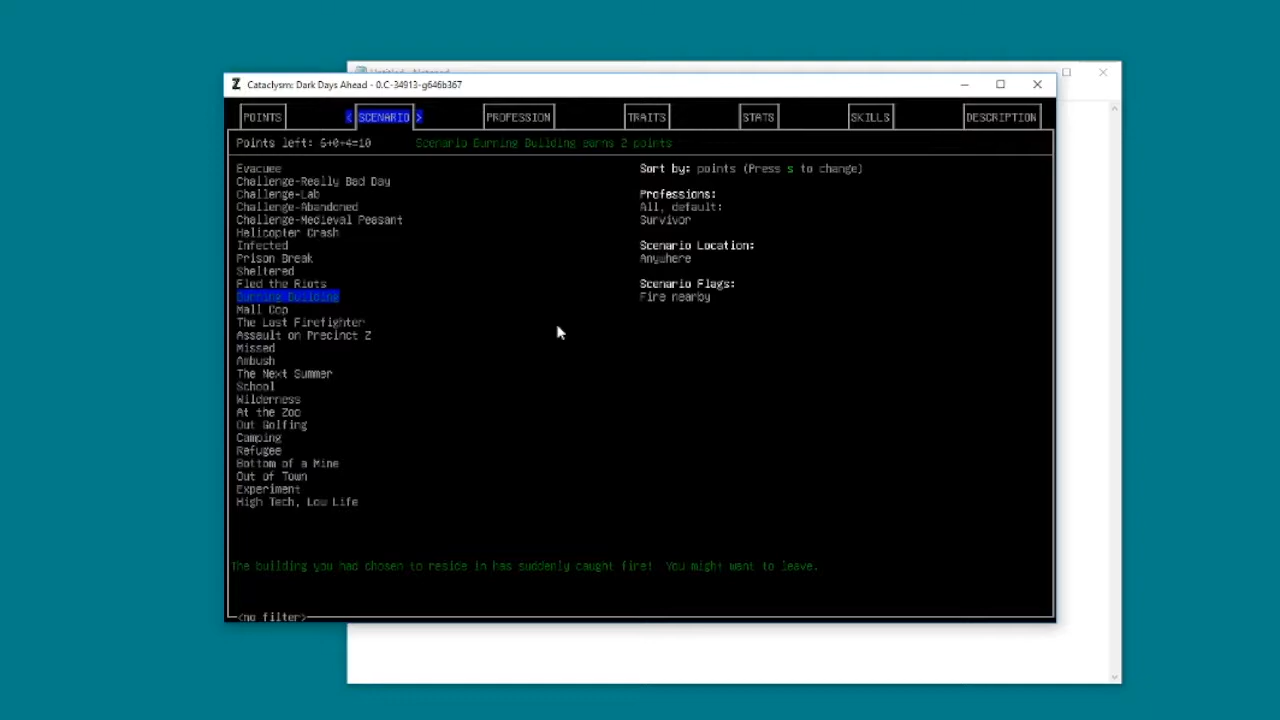 Untitled - Notepad
Cataclysm: Dark Days Ahead - 0.C-34913-g646b367
POINTS < SCENARIO > PROFESSION TRAITS STATS SKILLS DESCRIPTION
Points left: 6+0+4=10 Scenario Burning Building earns 2 points
Evacuee
Challenge-Really Bad Day
Challenge-Lab
Challenge-Abandoned
Challenge-Medieval Peasant
Helicopter Crash
Infected
Prison Break
Sheltered
Fled the Riots
Burning Building
Mall Cop
The Last Firefighter
Assault on Precinct Z
Missed
Ambush
The Next Summer
School
Wilderness
At the Zoo
Out Golfing
Camping
Refugee
Bottom of a Mine
Out of Town
Experiment
High Tech, Low Life
Sort by: points (Press s to change)
Professions:
All, default:
Survivor
Scenario Location:
Anywhere
Scenario Flags:
Fire nearby
The building you had chosen to reside in has suddenly caught fire! You might want to leave.
<no filter>